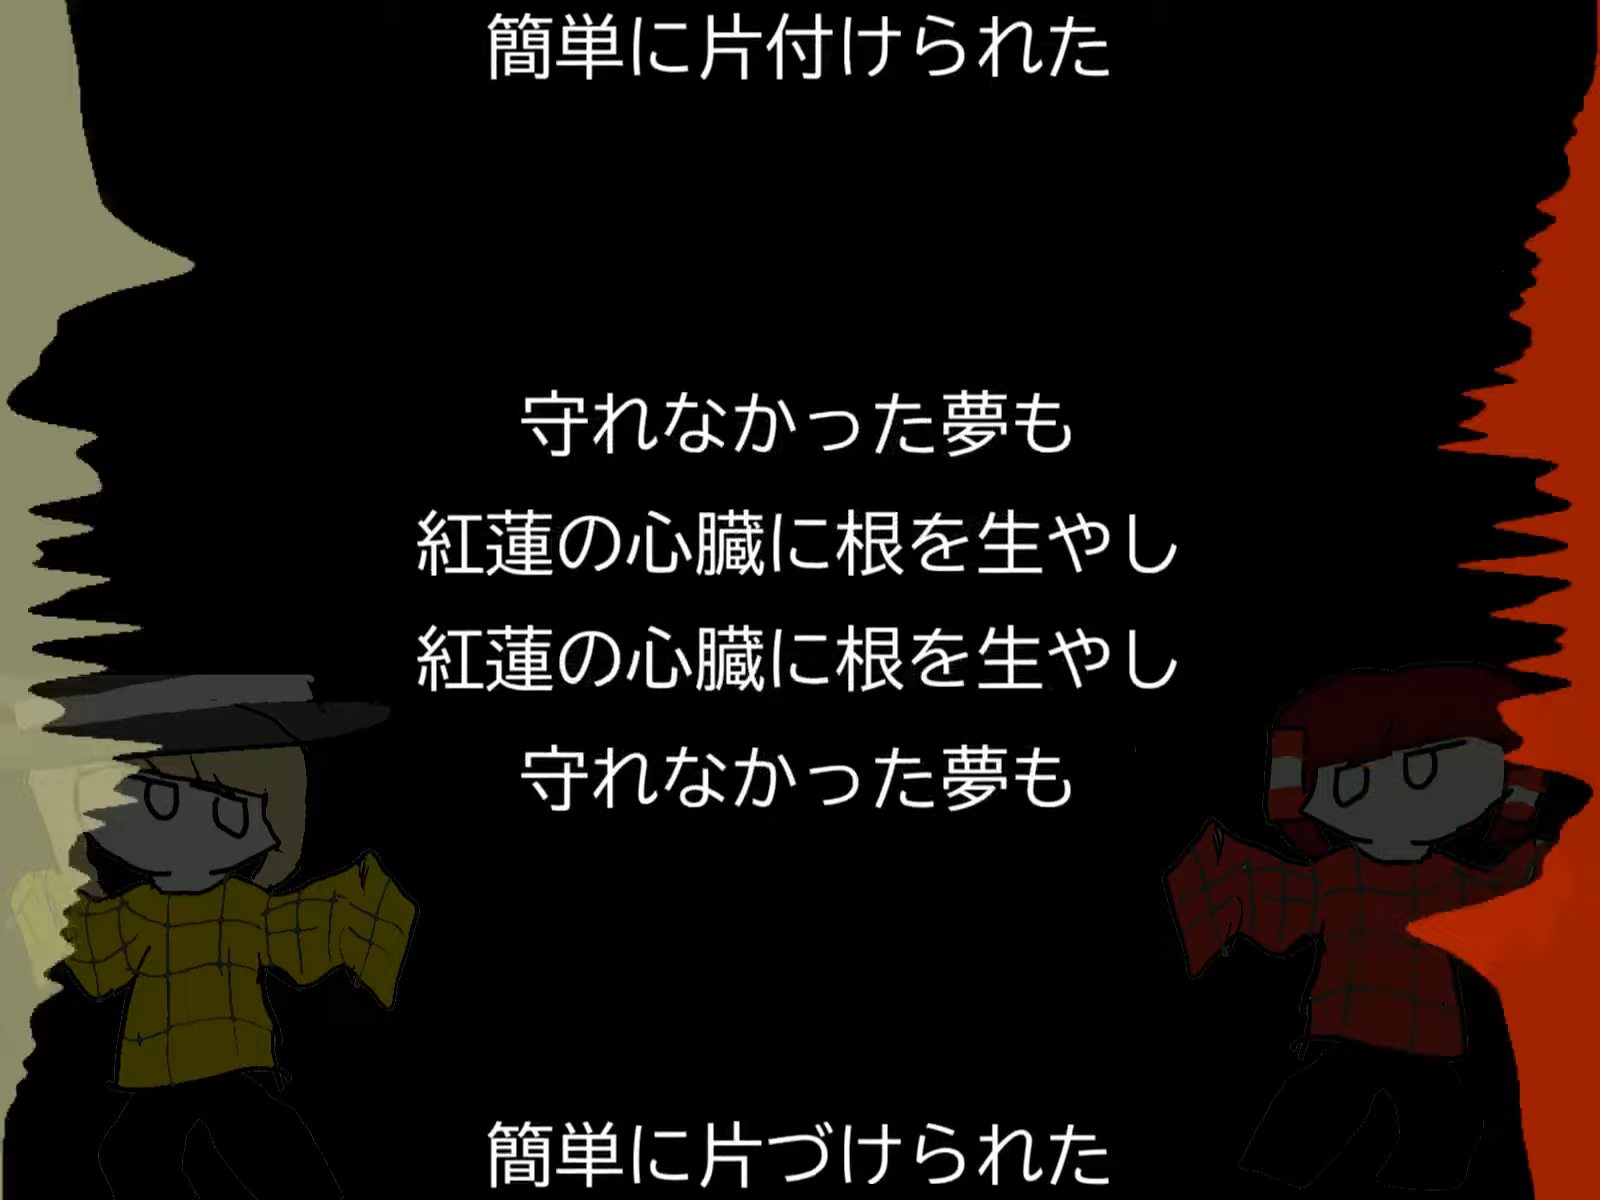 簡単に片付けられた
守れなかった夢も
紅蓮の心臓に根を生やし
紅蓮の心臓に根を生やし
守れなかった夢も
簡単に片づけられた